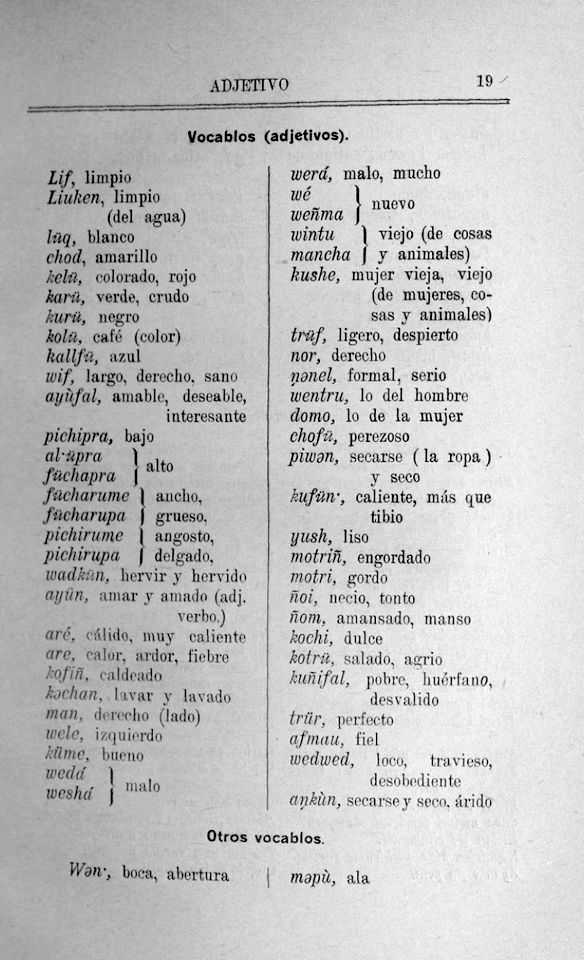 ADJETIVO 19
Vocablos (adjetivos).
Lif, limpio
Liuken, limpio
(del agua)
lüq, blanco
chod, amarillo
kelü, colorado, rojo
karü, verde, crudo
kurü, negro
kolü, café (color)
kallfü, azul
wif, largo, derecho, sano
ayüfal, amable, deseable,
interesante
pichipra, bajo
al·üpra
füchapra } alto
fücharume } ancho,
fücharupa } grueso,
pichirume } angosto,
pichirupa } delgado,
wadkün, hervir y hervido
ayün, amar y amado (adj.
verbo.)
aré, cálido, muy caliente
are, calor, ardor, fiebre
kofiñ, caldeado
kəchan, lavar y lavado
man, derecho (lado)
wele, izquierdo
küme, bueno
wedá
weshá } malo
werá, malo, mucho
wé
weñma } nuevo
wintu } viejo (de cosas
mancha } y animales)
kushe, mujer vieja, viejo
(de mujeres, co-
sas y animales)
trüf, ligero, despierto
nor, derecho
ṇənel, formal, serio
wentru, lo del hombre
domo, lo de la mujer
chofü, perezoso
piwən, secarse (la ropa)
y seco
kufün·, caliente, más que
tibio
yush, liso
motriñ, engordado
motri, gordo
ñoi, necio, tonto
ñom, amansado, manso
kochi, dulce
kotrü, salado, agrio
kuñifal, pobre, huérfano,
desvalido
trür, perfecto
afmau, fiel
wedwed, loco, travieso,
desobediente
aṇkùn, secarse y seco, árido
Otros vocablos.
Wən·, boca, abertura
məpù, ala